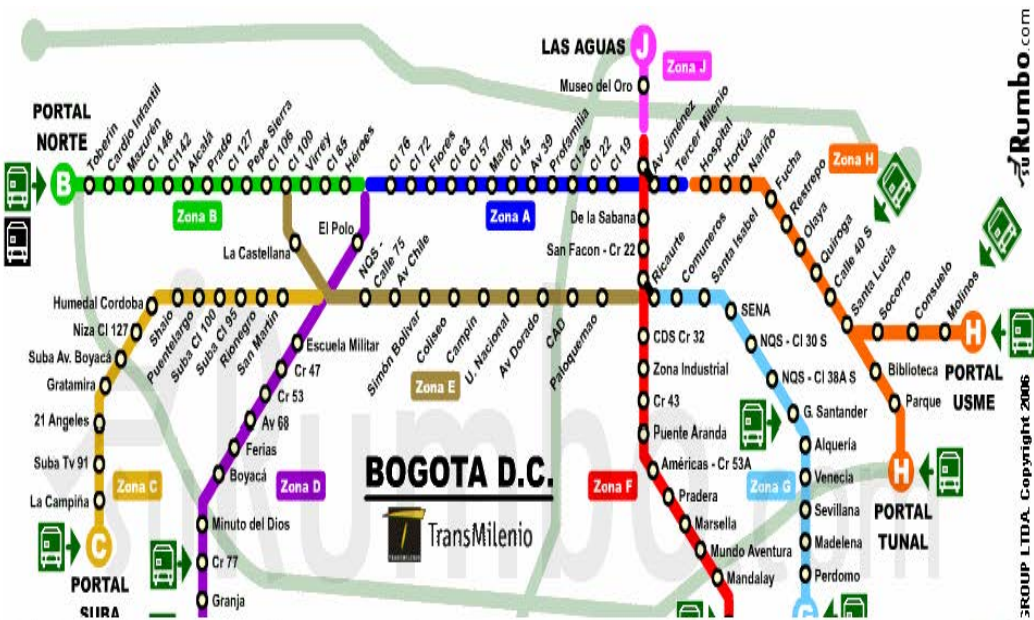 LAS AGUAS
J
Zona J
Museo del Oro
PORTAL
NORTE
B
Toberín
Cardio Infantil
Mazurén
Cl 146
Cl142
Alcalá
Prado
Cl 127
Pepe Sierra
Cl 106
Cl 100
Virrey
Cl 85
Héroes
Cl 76
Cl 72
Flores
Cl 63
Cl 57
Marly
Cl 45
Av 39
Profamilia
Cl 26
Cl 22
Cl 19
Av Jiménez
Tercer Milenio
Hospital
Hortúa
Nariño
Fucha
Restrepo
Olaya
Quiroga
Calle 40 S
Santa Lucia
Socorro
Consuelo
Molinos
Zona H
Zona B
Zona A
El Polo
La Castellana
NQS -
Calle 75
Av Chile
De la Sabana
San Facon - Cr 22
Ricaurte
Comuneros
Santa Isabel
Humedal Cordoba
Niza Cl 127
Suba Av. Boyacá
Gratamira
21 Angeles
Suba Tv 91
La Campiña
Shaio
Puentelargo
Suba Cl 100
Suba Cl 95
Rionegro
San Martín
Escuela Militar
Cr 47
Cr 53
Av 68
Ferias
Boyacá
Minuto del Dios
Cr 77
Granja
Simón Bolivar
Coliseo
Campin
U. Nacional
Av Dorado
CAD
Paloquemao
Zona E
CDS Cr 32
Zona Industrial
Cr 43
Puente Aranda
Américas - Cr 53A
Pradera
Marsella
Mundo Aventura
Mandalay
SENA
NQS - Cl 30 S
NQS - Cl 38A S
G. Santander
Alquería
Venecia
Sevillana
Madelena
Perdomo
G
Biblioteca
Parque
H
PORTAL
USME
H
PORTAL
TUNAL
Zona C
Zona D
Zona F
Zona G
C
PORTAL
SUBA
BOGOTA D.C.
TRANSMILENIO
TransMilenio
Rumbo.com
GROUP LTDA. Copyright 2006